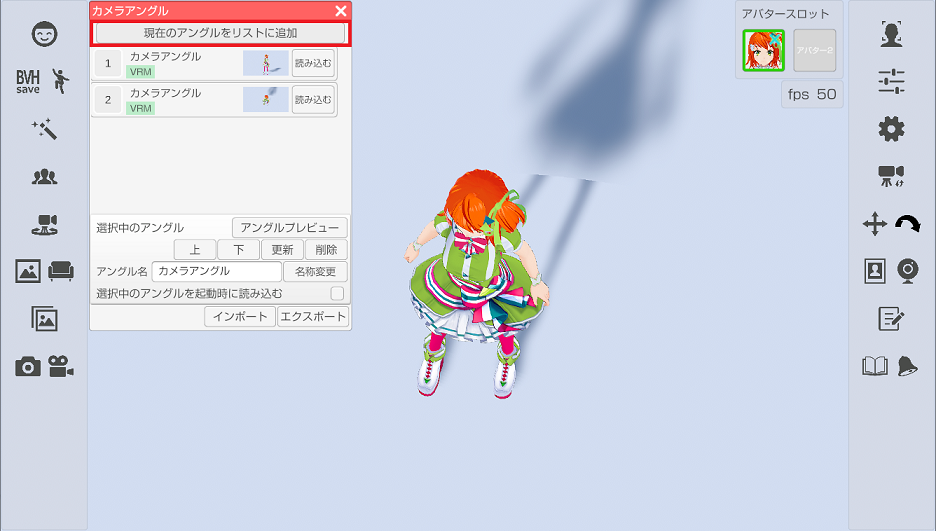 カメラアングル
現在のアングルをリストに追加
1
カメラアングル
VRM
読み込む
2
カメラアングル
VRM
読み込む
選択中のアングル
アングルプレビュー
上
下
更新
削除
アングル名
カメラアングル
名称変更
選択中のアングルを起動時に読み込む
インポート
エクスポート
BVH
save
アバタースロット
アバター2
fps 50